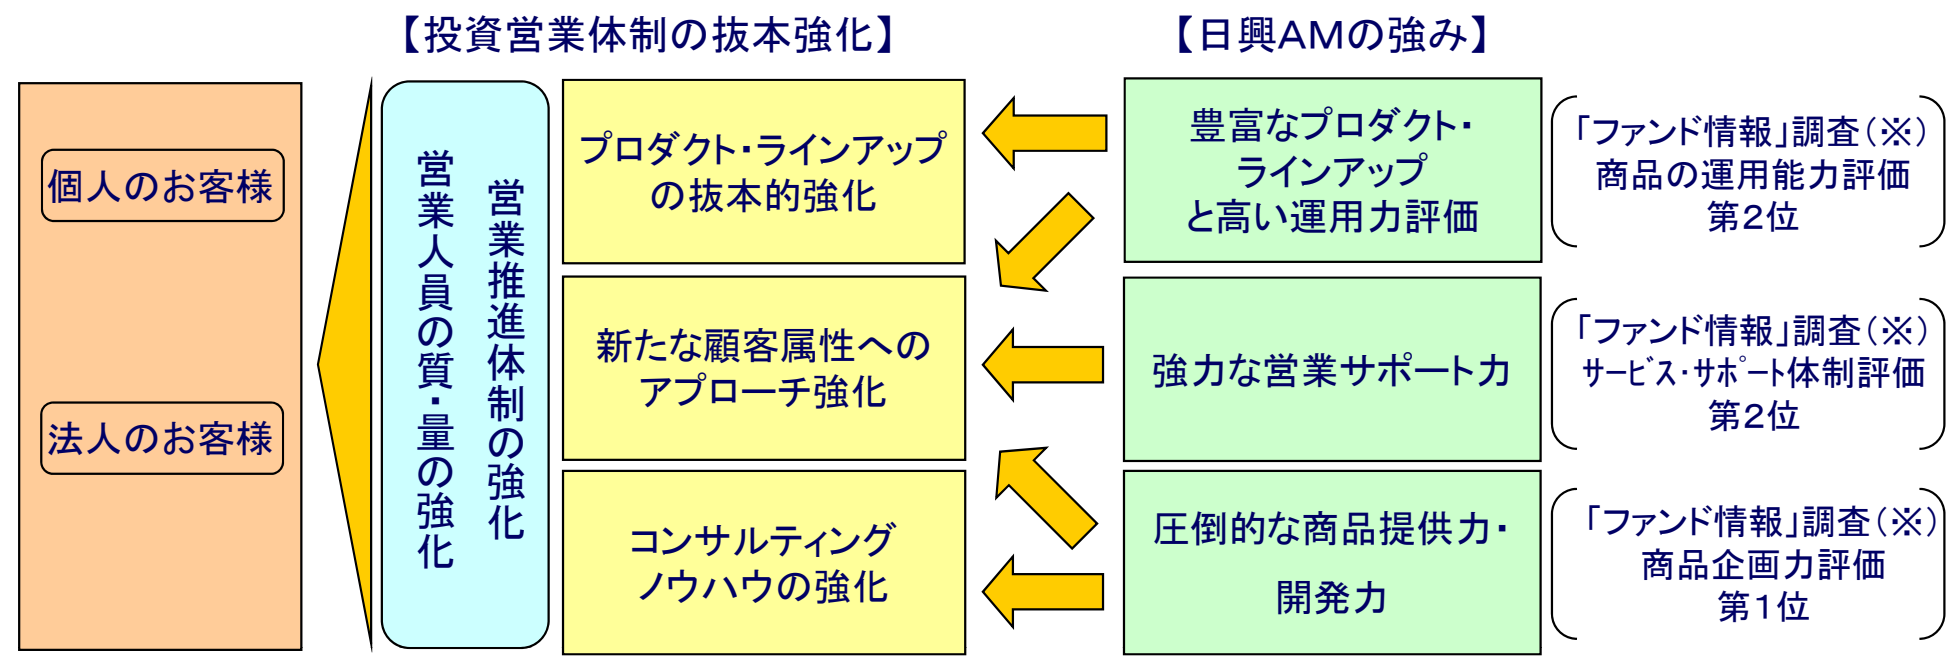 【投資営業体制の抜本強化】
【日興AMの強み】
個人のお客様
法人のお客様
営業推進体制の強化
営業人員の質・量の強化
プロダクト・ラインアップ
の抜本的強化
新たな顧客属性への
アプローチ強化
コンサルティング
ノウハウの強化
豊富なプロダクト・
ラインアップ
と高い運用力評価
強力な営業サポート力
圧倒的な商品提供力・
開発力
「ファンド情報」調査(※)
商品の運用能力評価
第2位
「ファンド情報」調査(※)
サービス・サポート体制評価
第2位
「ファンド情報」調査(※)
商品企画力評価
第1位